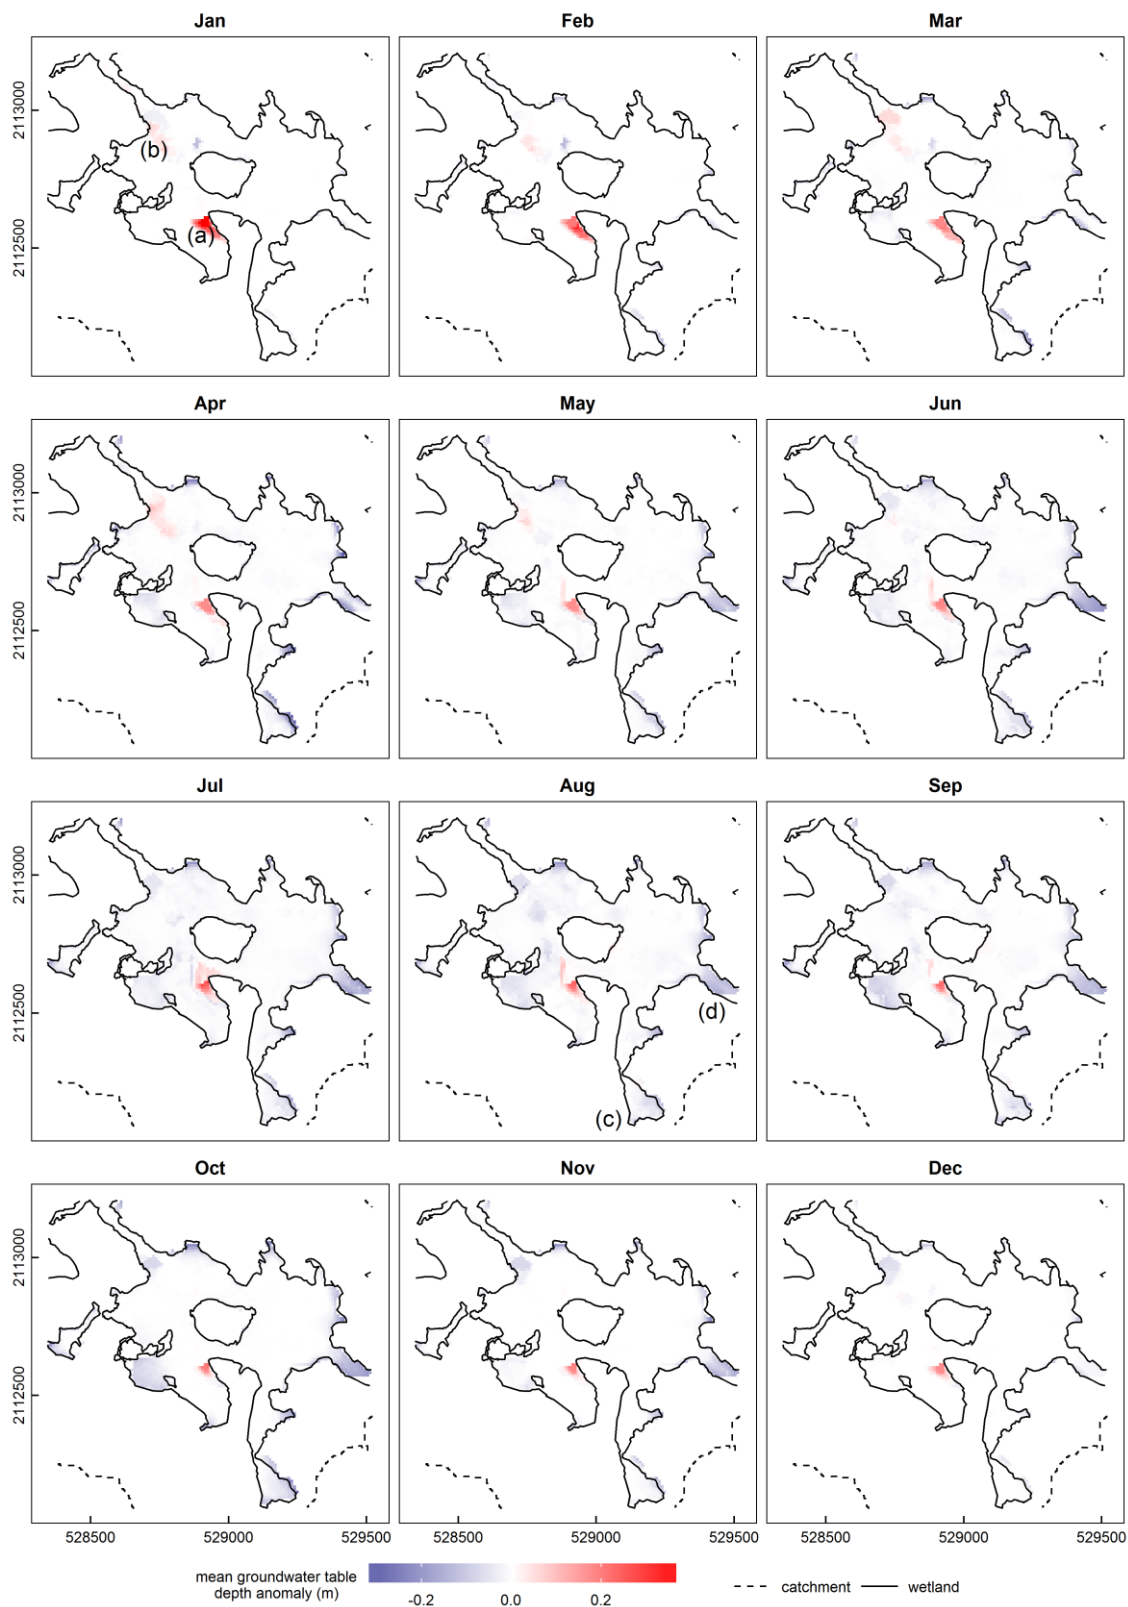 Jan Feb Mar
2113000
(b)
(a)
2112500
Apr May Jun
2113000
2112500
Jul Aug Sep
2113000
2112500
(d)
(c)
Oct Nov Dec
2113000
2112500
528500 529000 529500 528500 529000 529500 528500 529000 529500
mean groundwater table
depth anomaly (m)
-0.2 0.0 0.2
catchment wetland